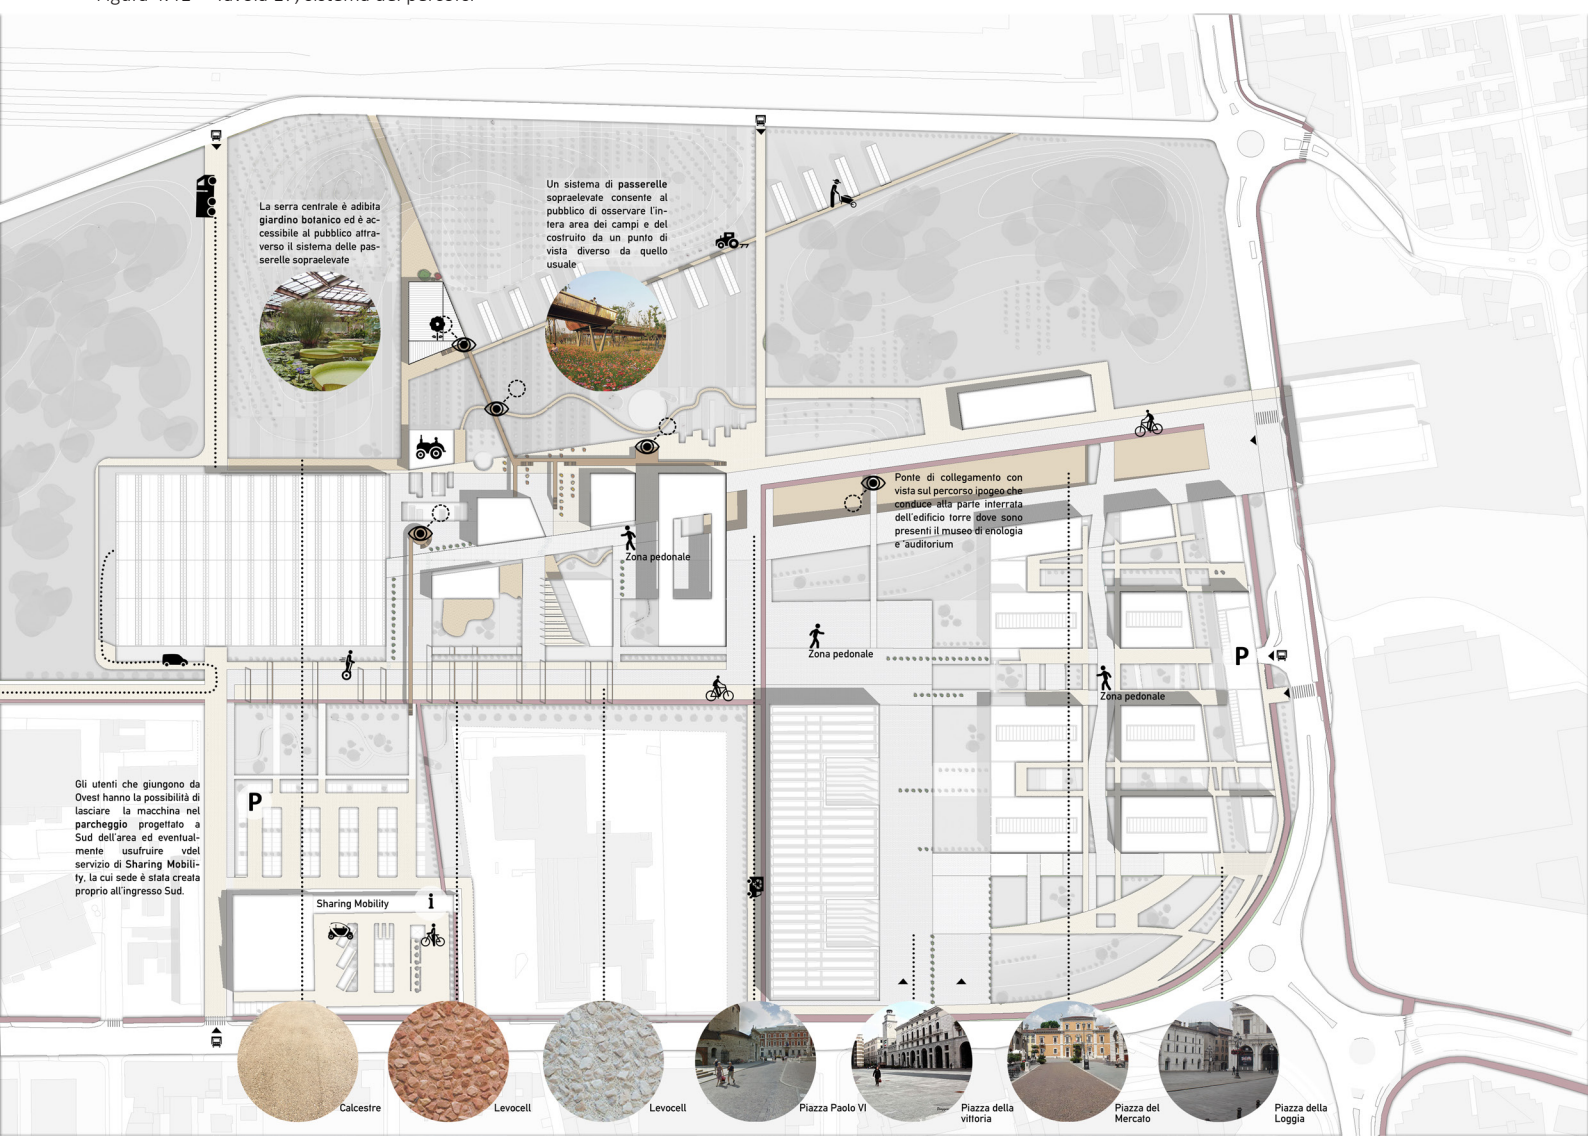 La serra centrale è adibita
giardino botanico ed è ac-
cessibile al pubblico attra-
verso il sistema delle pas-
serelle sopraelevate
Un sistema di passerelle
sopraelevate consente al
pubblico di osservare l'in-
tera area dei campi e del
costruito da un punto di
vista diverso da quello
usuale
Ponte di collegamento con
vista sul percorso ipogeo che
conduce alla parte interrata
dell'edificio torre dove sono
presenti il museo di enologia
e 'auditorium
Zona pedonale
Zona pedonale
Zona pedonale
P
Gli utenti che giungono da
Ovest hanno la possibilità di
lasciare la macchina nel
parcheggio progettato a
Sud dell'area ed eventual-
mente usufruire vdel
servizio di Sharing Mobili-
ty, la cui sede è stata creata
proprio all'ingresso Sud.
P
Sharing Mobility
i
Calcestre
Levocell
Levocell
Piazza Paolo VI
Piazza della
vittoria
Piazza del
Mercato
Piazza della
Loggia